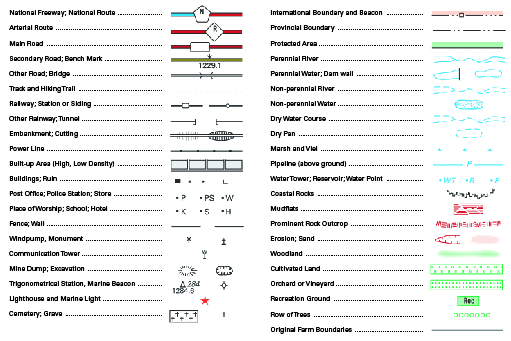 National Freeway; National Route N
Arterial Route R
Main Road
Secondary Road; Bench Mark
1229.1
Other Road; Bridge
Track and Hiking Trail
Railway; Station or Siding
Other Railway; Tunnel
Embankment; Cutting
Power Line
Built-up Area (High, Low Density)
Buildings; Ruin
Post Office; Police Station; Store P PS W
Place of Worship; School; Hotel K S H
Fence; Wall
Windpump, Monument
Communication Tower
Mine Dump; Excavation
Trigonometrical Station, Marine Beacon 284
Lighthouse and Marine Light
Cemetery; Grave
International Boundary and Beacon
Provincial Boundary
Protected Area
Perennial River
Perennial Water; Dam wall
Non-perennial River
Non-perennial Water
Dry Water Course
Dry Pan
Marsh and Vlei
Pipeline (above ground) P
Water Tower; Reservoir; Water Point WT R P
Coastal Rocks
Mudflats
Prominent Rock Outcrop
Erosion; Sand
Woodland
Cultivated Land
Orchard or Vineyard
Recreation Ground Rec
Row of Trees
Original Farm Boundaries